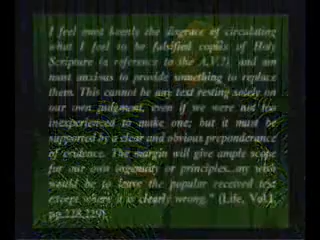 I feel most keenly the disgrace of circulating
what I feel to be falsified copies of Holy
Scripture (a reference to the A.V.?), and am
most anxious to provide something to replace
them. This cannot be any text resting solely on
our own judgment, even if we were not too
inexperienced to make one; but it must be
supported by a clear and obvious preponderance
of evidence. The margin will give ample scope
for our own ingenuity or principles...my wish
would be to leave the popular received text
except where it is clearly wrong." (Life, Vol.I,
pp.228,229).